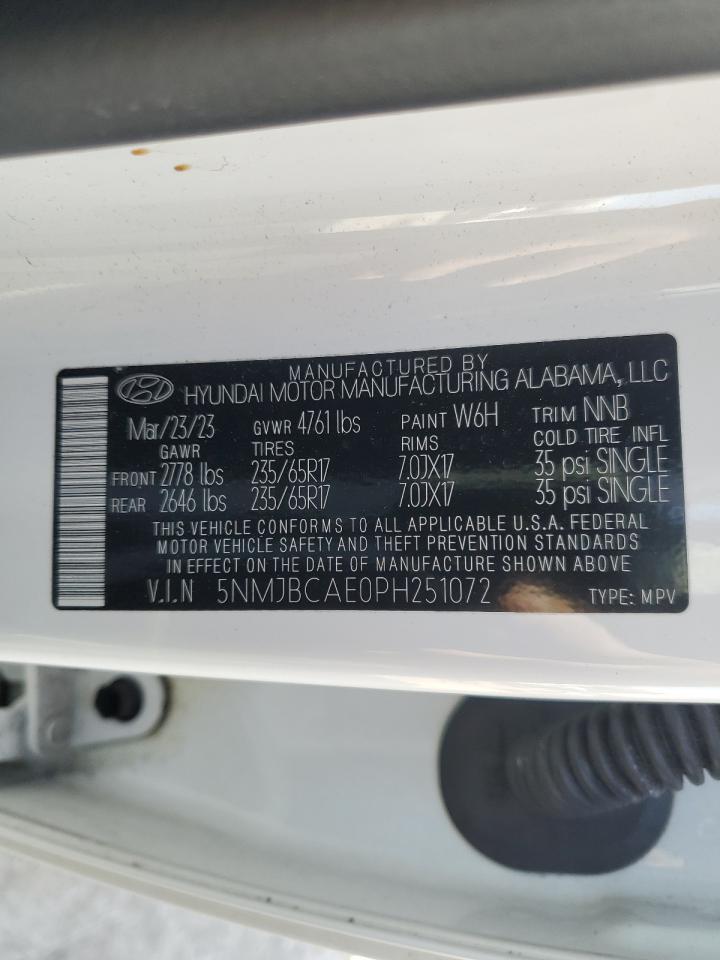 MANUFACTURED BY
HYUNDAI MOTOR MANUFACTURING ALABAMA, LLC
Mar/23/23 GVWR 4761 lbs PAINT W6H TRIM NNB
GAWR TIRES RIMS COLD TIRE INFL
FRONT 2778 lbs 235/65R17 7.0JX17 35 psi SINGLE
REAR 2646 lbs 235/65R17 7.0JX17 35 psi SINGLE
THIS VEHICLE CONFORMS TO ALL APPLICABLE U.S.A. FEDERAL
MOTOR VEHICLE SAFETY AND THEFT PREVENTION STANDARDS
IN EFFECT ON THE DATE OF MANUFACTURE SHOWN ABOVE
V.I.N 5NMJBCAE0PH251072 TYPE: MPV